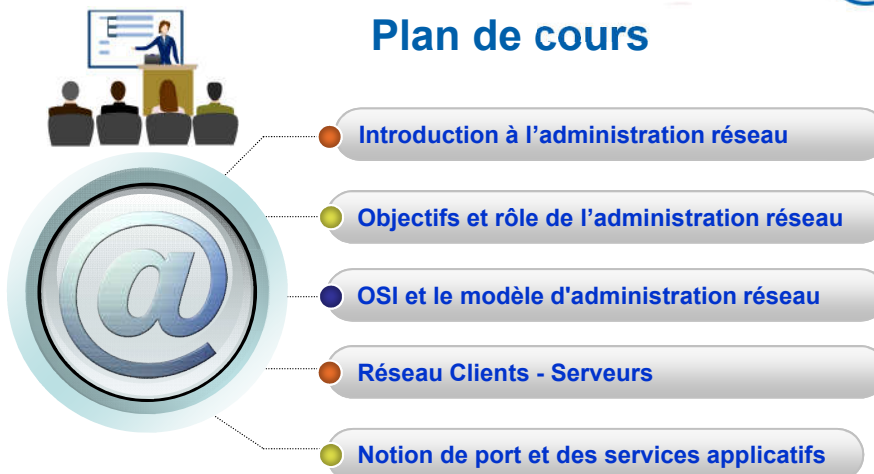 Plan de cours
Introduction à l’administration réseau
Objectifs et rôle de l’administration réseau
OSI et le modèle d'administration réseau
Réseau Clients - Serveurs
Notion de port et des services applicatifs
@